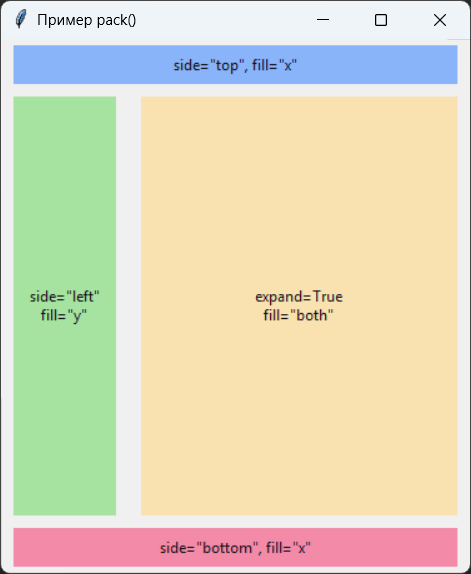 Пример pack()
side="top", fill="x"
side="left"
fill="y"
expand=True
fill="both"
side="bottom", fill="x"